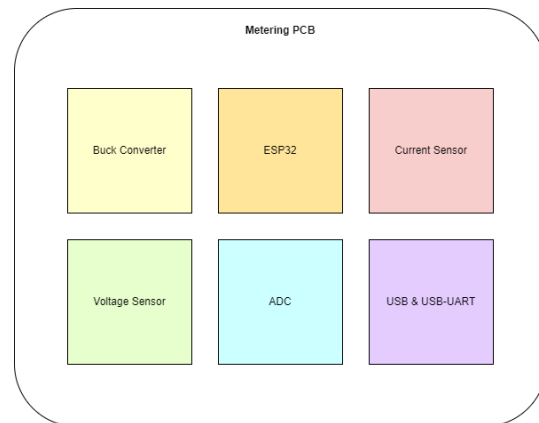 Metering PCB
Buck Converter
ESP32
Current Sensor
Voltage Sensor
ADC
USB & USB-UART